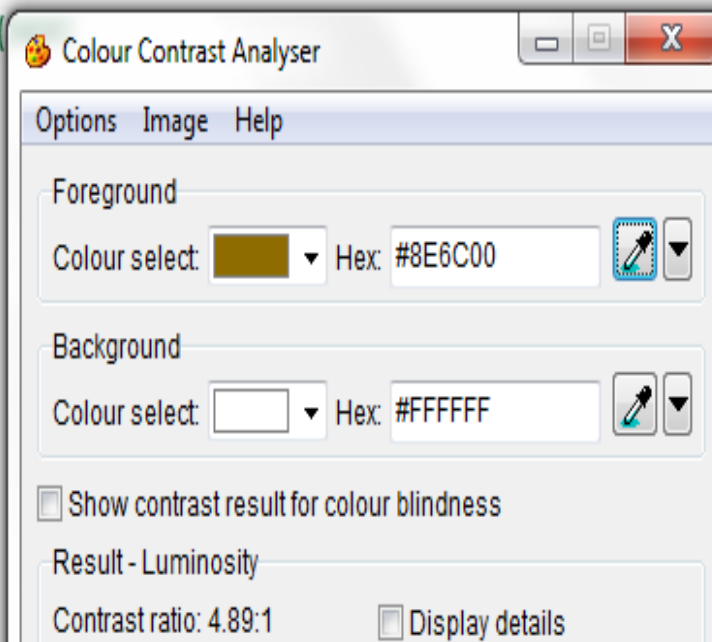 Colour Contrast Analyser
Options Image Help
Foreground
Colour select: Hex: #8E6C00
Background
Colour select: Hex: #FFFFFF
Show contrast result for colour blindness
Result - Luminosity
Contrast ratio: 4.89:1 Display details